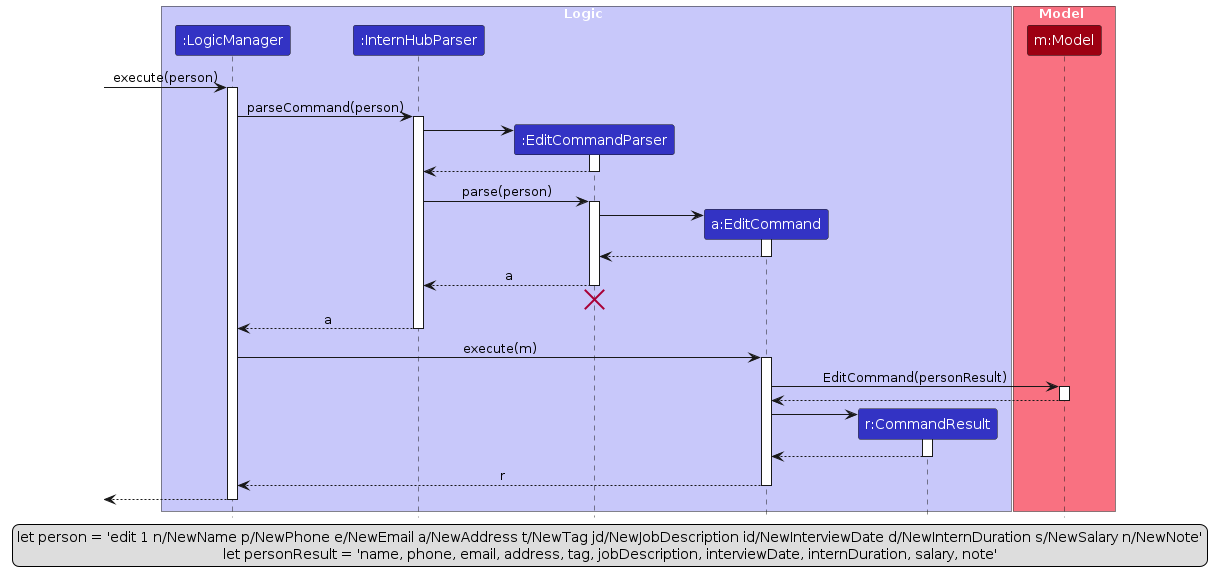 Logic
Model
:LogicManager
:InternHubParser
m:Model
execute(person)
parseCommand(person)
:EditCommandParser
parse(person)
a:EditCommand
a
a
execute(m)
EditCommand(personResult)
r:CommandResult
r
let person = 'edit 1 n/NewName p/NewPhone e/NewEmail a/NewAddress t/NewTag jd/NewJobDescription id/NewInterviewDate d/NewInternDuration s/NewSalary n/NewNote'
let personResult = 'name, phone, email, address, tag, jobDescription, interviewDate, internDuration, salary, note'